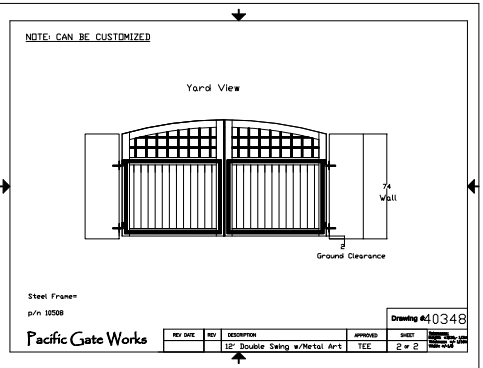 NOTE: CAN BE CUSTOMIZED
Yard View
74
Wall
2
Ground Clearance
Steel Frame=
p/n 10508
Drawing #:40348
Pacific Gate Works
REV DATE REV DESCRIPTION APPROVED SHEET
12' Double Swing w/Metal Art TEE 2 OF 2